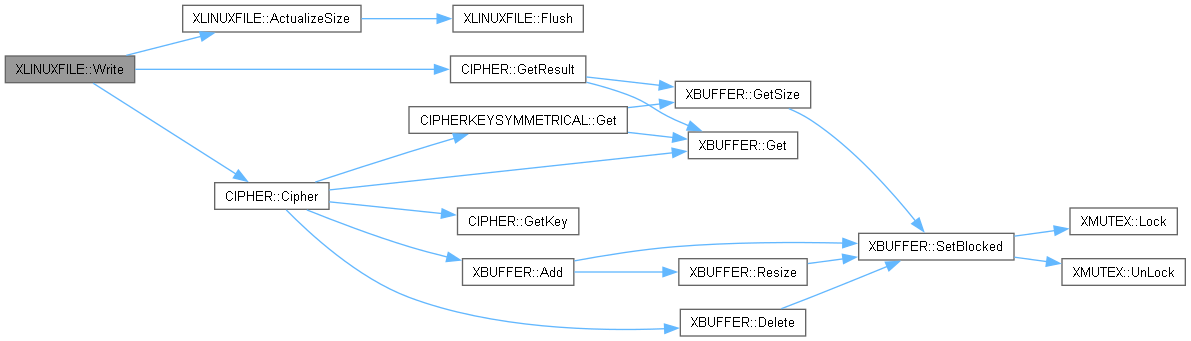 XLINUXFILE::ActualizeSize
XLINUXFILE::Flush
XLINUXFILE::Write
CIPHER::GetResult
XBUFFER::GetSize
CIPHERKEYSYMMETRICAL::Get
XBUFFER::Get
CIPHER::Cipher
CIPHER::GetKey
XMUTEX::Lock
XBUFFER::SetBlocked
XBUFFER::Add
XBUFFER::Resize
XMUTEX::UnLock
XBUFFER::Delete